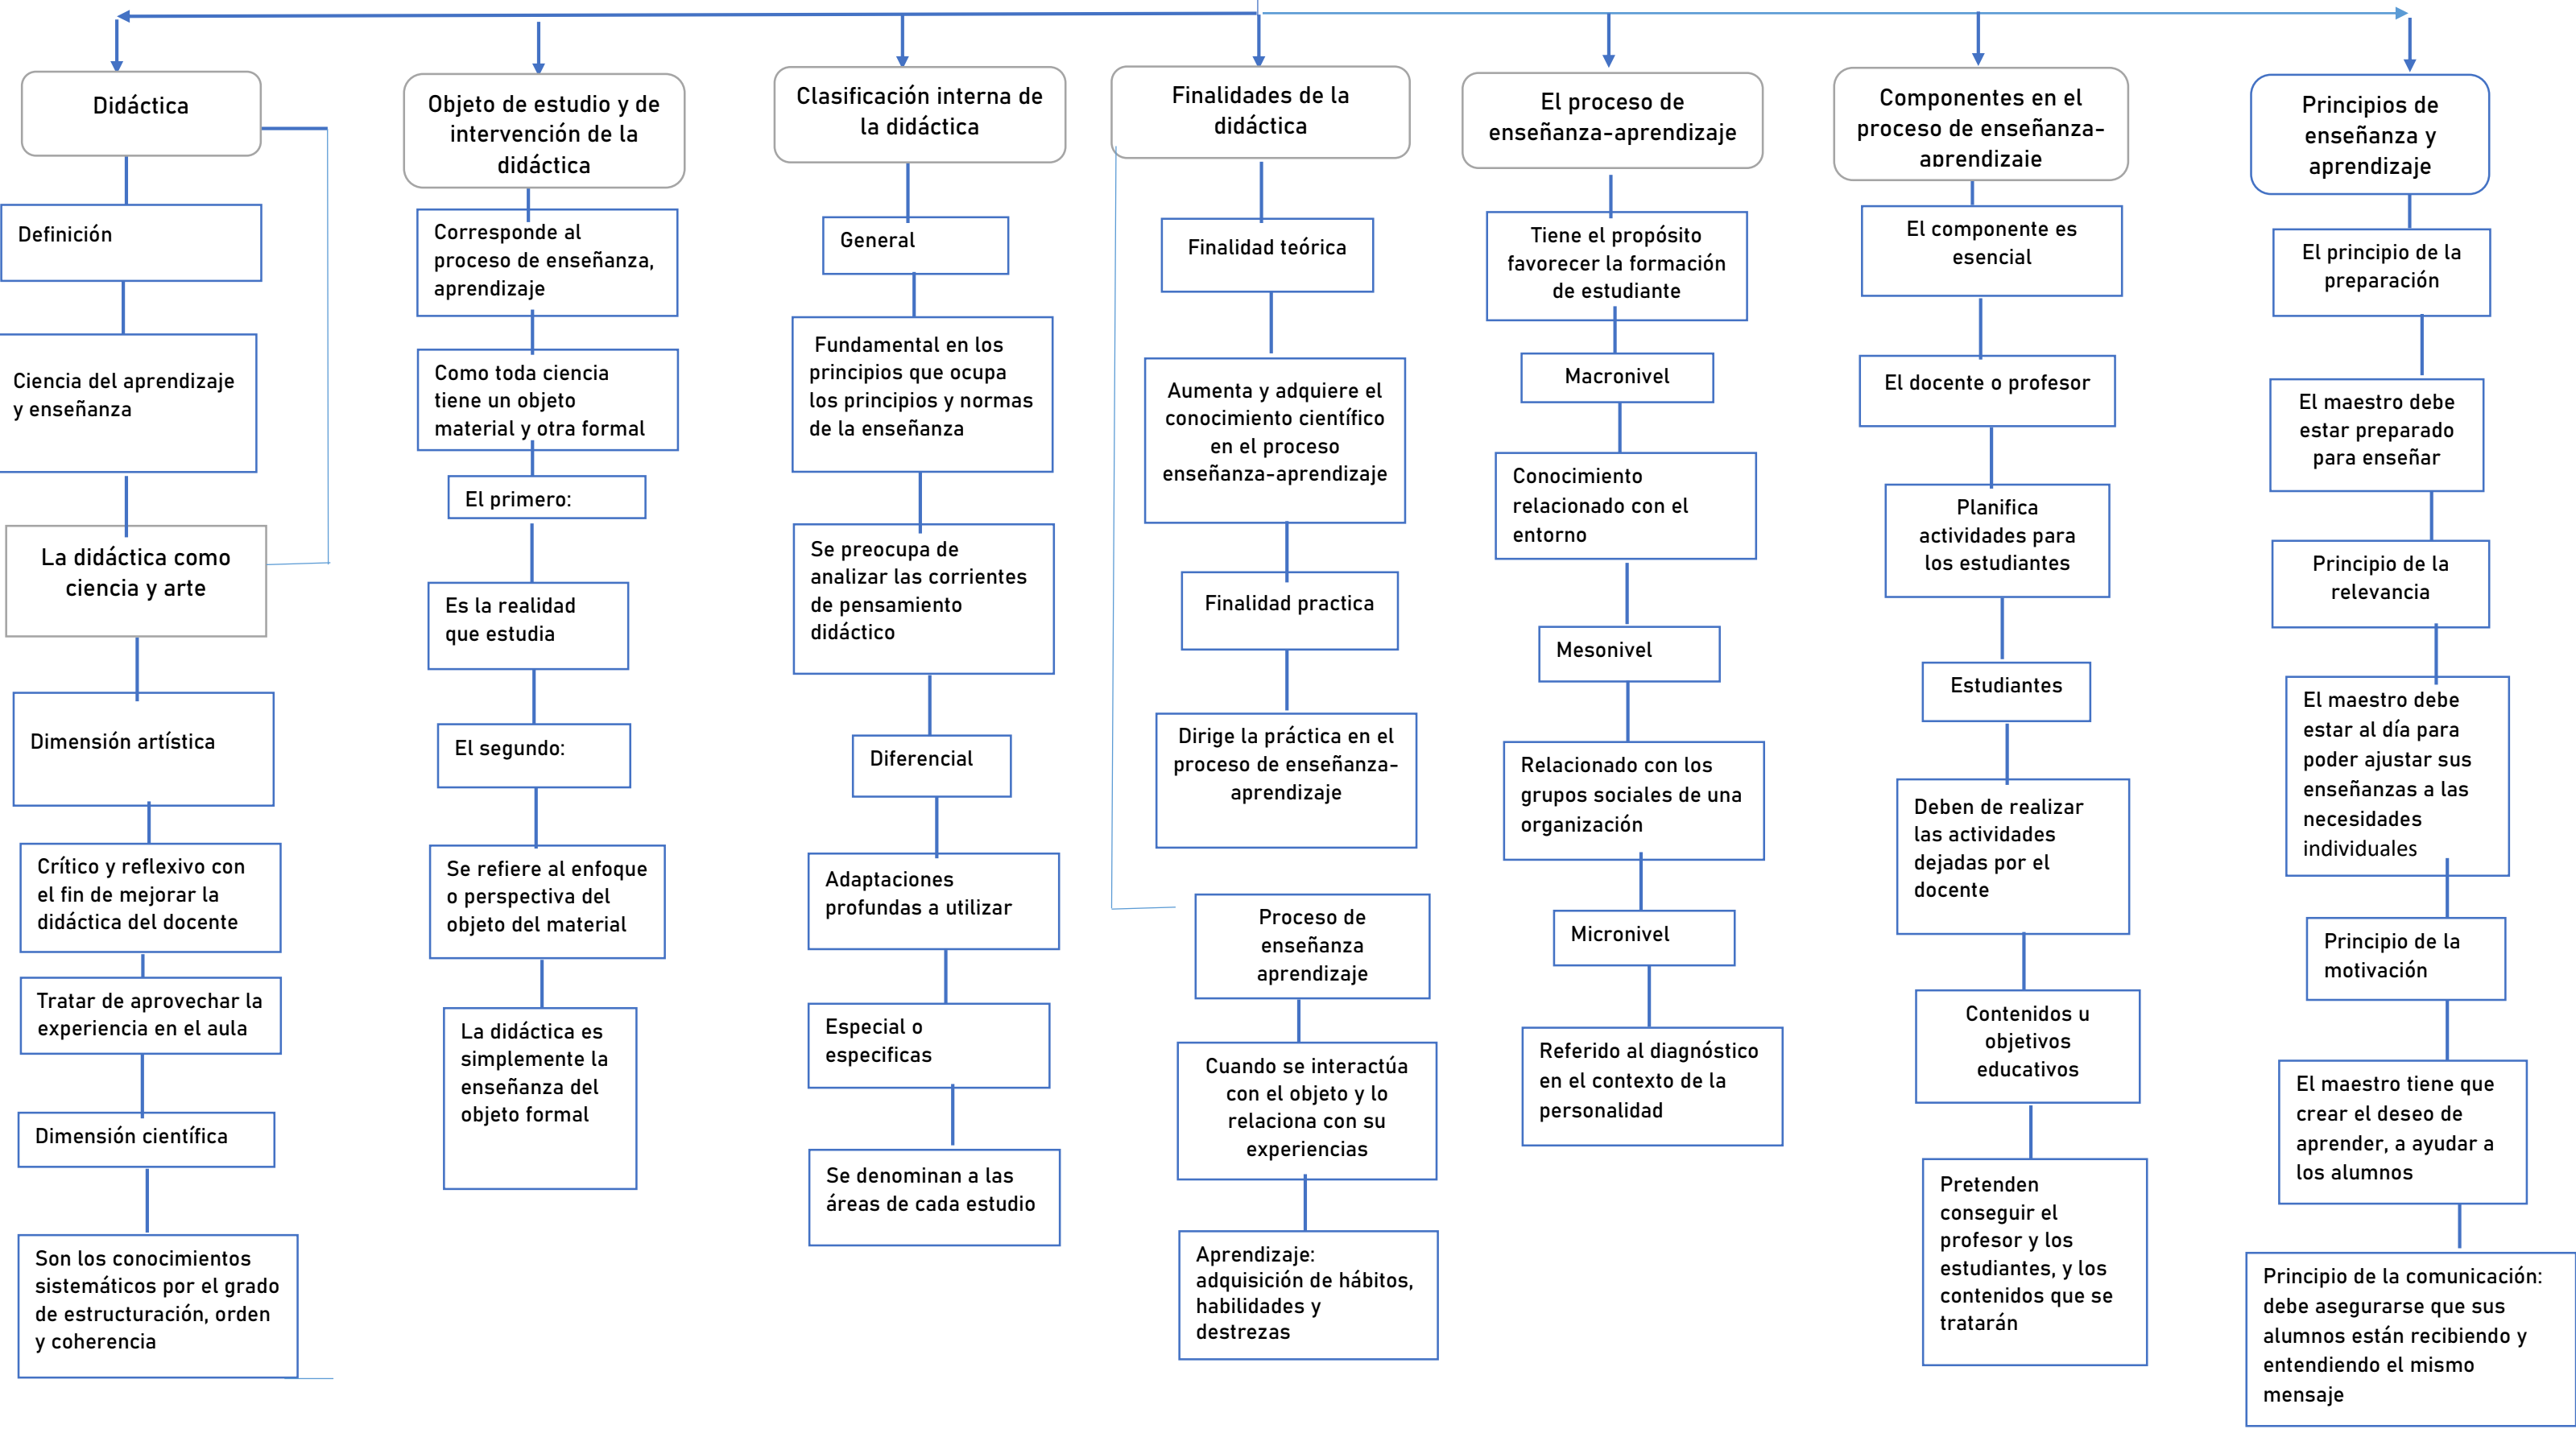 Didáctica
Definición
Ciencia del aprendizaje
y enseñanza
La didáctica como
ciencia y arte
Dimensión artística
Crítico y reflexivo con
el fin de mejorar la
didáctica del docente
Tratar de aprovechar la
experiencia en el aula
Dimensión científica
Son los conocimientos
sistemáticos por el grado
de estructuración, orden
y coherencia
Objeto de estudio y de
intervención de la
didáctica
Corresponde al
proceso de enseñanza,
aprendizaje
Como toda ciencia
tiene un objeto
material y otra formal
El primero:
Es la realidad
que estudia
El segundo:
Se refiere al enfoque
o perspectiva del
objeto del material
La didáctica es
simplemente la
enseñanza del
objeto formal
Clasificación interna de
la didáctica
General
Fundamental en los
principios que ocupa
los principios y normas
de la enseñanza
Se preocupa de
analizar las corrientes
de pensamiento
didáctico
Diferencial
Adaptaciones
profundas a utilizar
Especial o
especificas
Se denominan a las
áreas de cada estudio
Finalidades de la
didáctica
Finalidad teórica
Aumenta y adquiere el
conocimiento científico
en el proceso
enseñanza-aprendizaje
Finalidad practica
Dirige la práctica en el
proceso de enseñanza-
aprendizaje
Proceso de
enseñanza
aprendizaje
Cuando se interactúa
con el objeto y lo
relaciona con su
experiencias
Aprendizaje:
adquisición de hábitos,
habilidades y
destrezas
El proceso de
enseñanza-aprendizaje
Tiene el propósito
favorecer la formación
de estudiante
Macronivel
Conocimiento
relacionado con el
entorno
Mesonivel
Relacionado con los
grupos sociales de una
organización
Micronivel
Referido al diagnóstico
en el contexto de la
personalidad
Componentes en el
proceso de enseñanza-
aprendizaje
El componente es
esencial
El docente o profesor
Planifica
actividades para
los estudiantes
Estudiantes
Deben de realizar
las actividades
dejadas por el
docente
Contenidos u
objetivos
educativos
Pretenden
conseguir el
profesor y los
estudiantes, y los
contenidos que se
tratarán
Principios de
enseñanza y
aprendizaje
El principio de la
preparación
El maestro debe
estar preparado
para enseñar
Principio de la
relevancia
El maestro debe
estar al día para
poder ajustar sus
enseñanzas a las
necesidades
individuales
Principio de la
motivación
El maestro tiene que
crear el deseo de
aprender, a ayudar a
los alumnos
Principio de la comunicación:
debe asegurarse que sus
alumnos están recibiendo y
entendiendo el mismo
mensaje